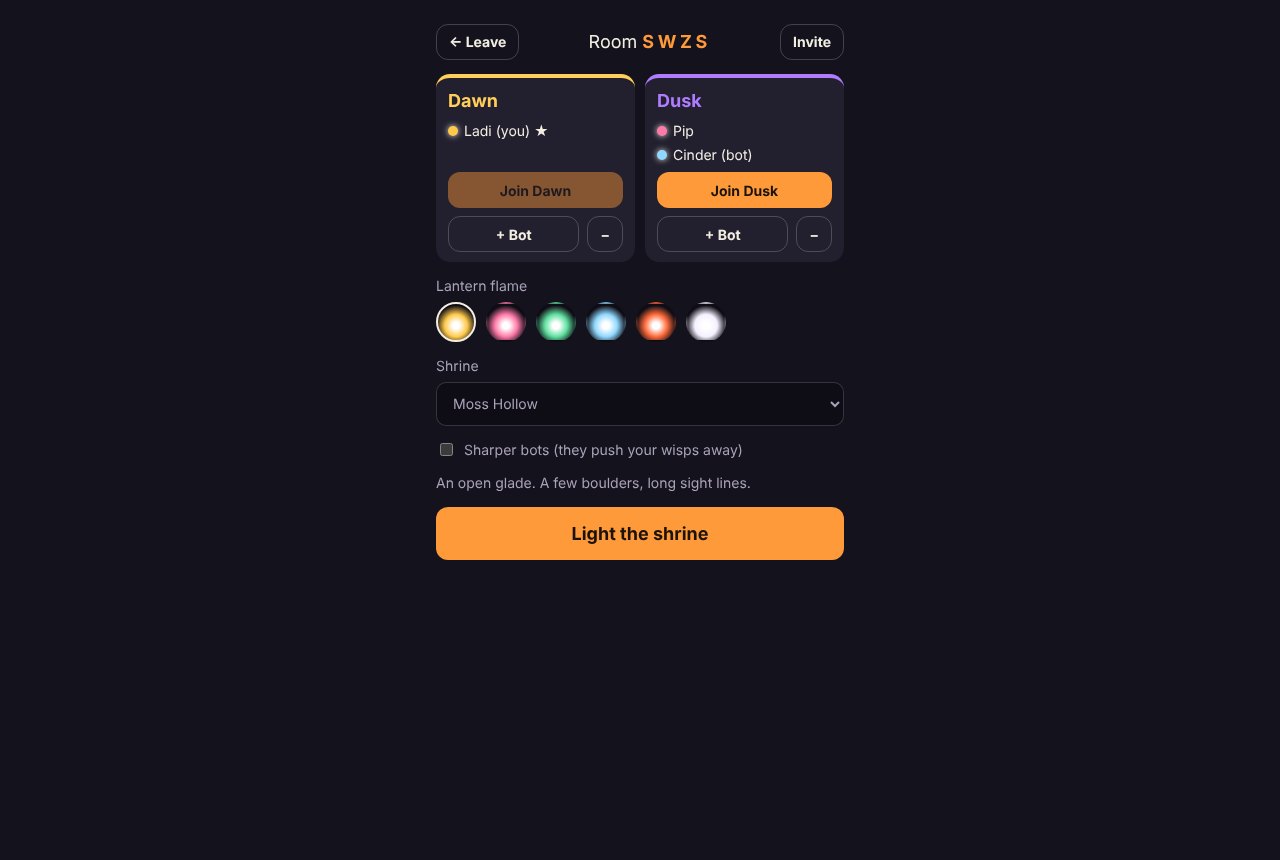 ← Leave
Room SWZS
Invite
Dawn
Ladi (you) ★
Join Dawn
+ Bot
–
Dusk
Pip
Cinder (bot)
Join Dusk
+ Bot
–
Lantern flame
Shrine
Moss Hollow
Sharper bots (they push your wisps away)
An open glade. A few boulders, long sight lines.
Light the shrine